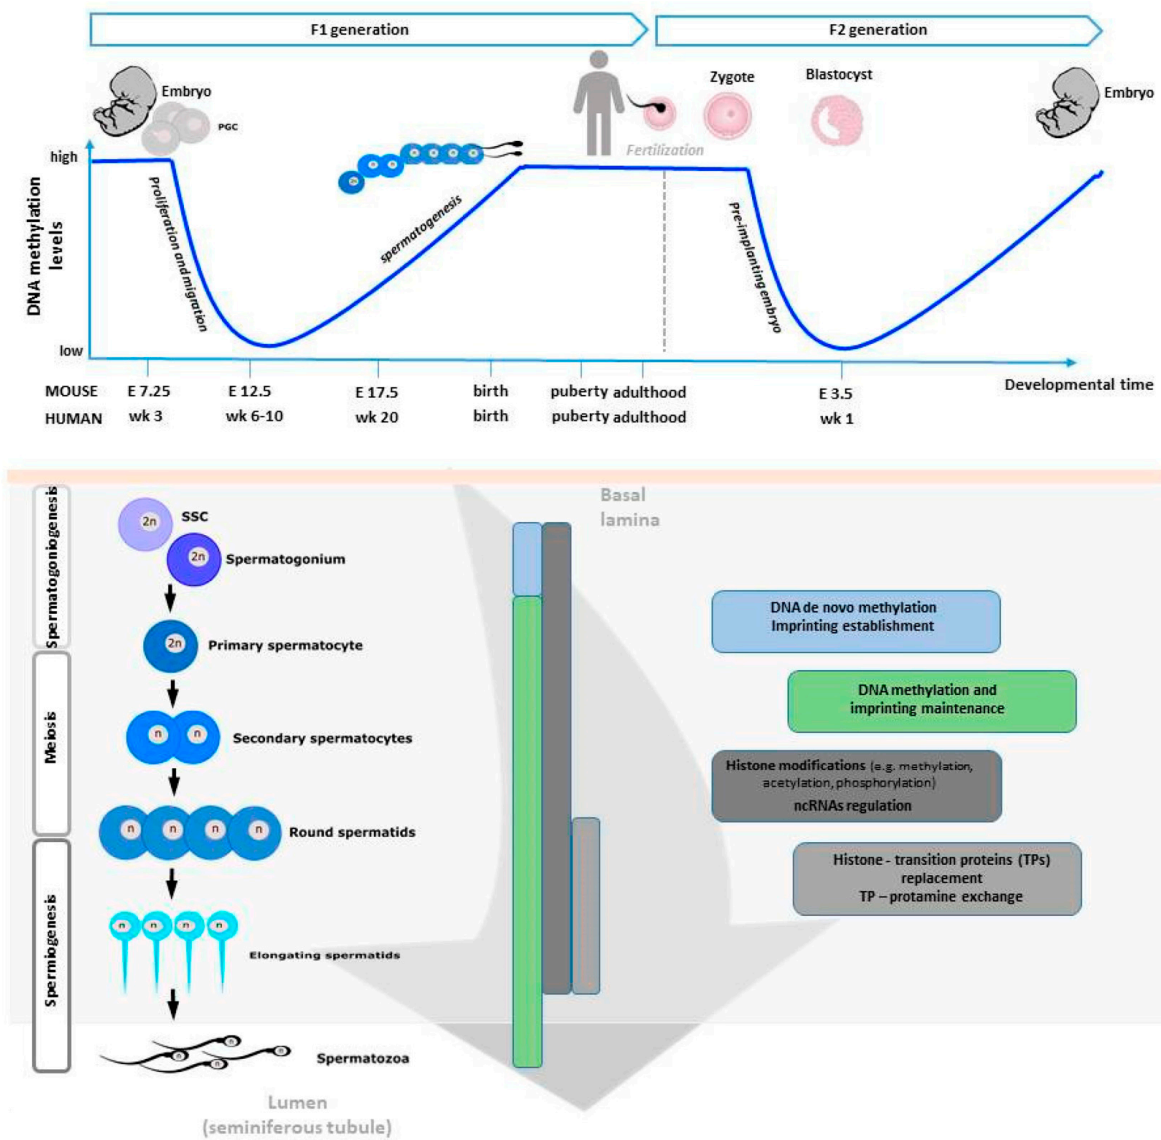 F1 generation
F2 generation
Embryo
PGC
Zygote
Blastocyst
Embryo
Fertilization
high
DNA methylation
levels
low
Proliferation and migration
2n
n
n
n
n
n
n
spermatogenesis
Pre-implanting embryo
Developmental time
MOUSE E 7.25 E 12.5 E 17.5 birth puberty adulthood E 3.5
HUMAN wk 3 wk 6-10 wk 20 birth puberty adulthood wk 1
Basal
lamina
Spermatogoniogenesis
2n
SSC
2n
Spermatogonium
2n
Primary spermatocyte
Meiosis
n n
Secondary spermatocytes
n n n n
Round spermatids
Spermiogenesis
n n n n
Elongating spermatids
n n n n
Spermatozoa
Lumen
(seminiferous tubule)
DNA de novo methylation
Imprinting establishment
DNA methylation and
imprinting maintenance
Histone modifications (e.g. methylation,
acetylation, phosphorylation)
ncRNAs regulation
Histone - transition proteins (TPs)
replacement
TP – protamine exchange